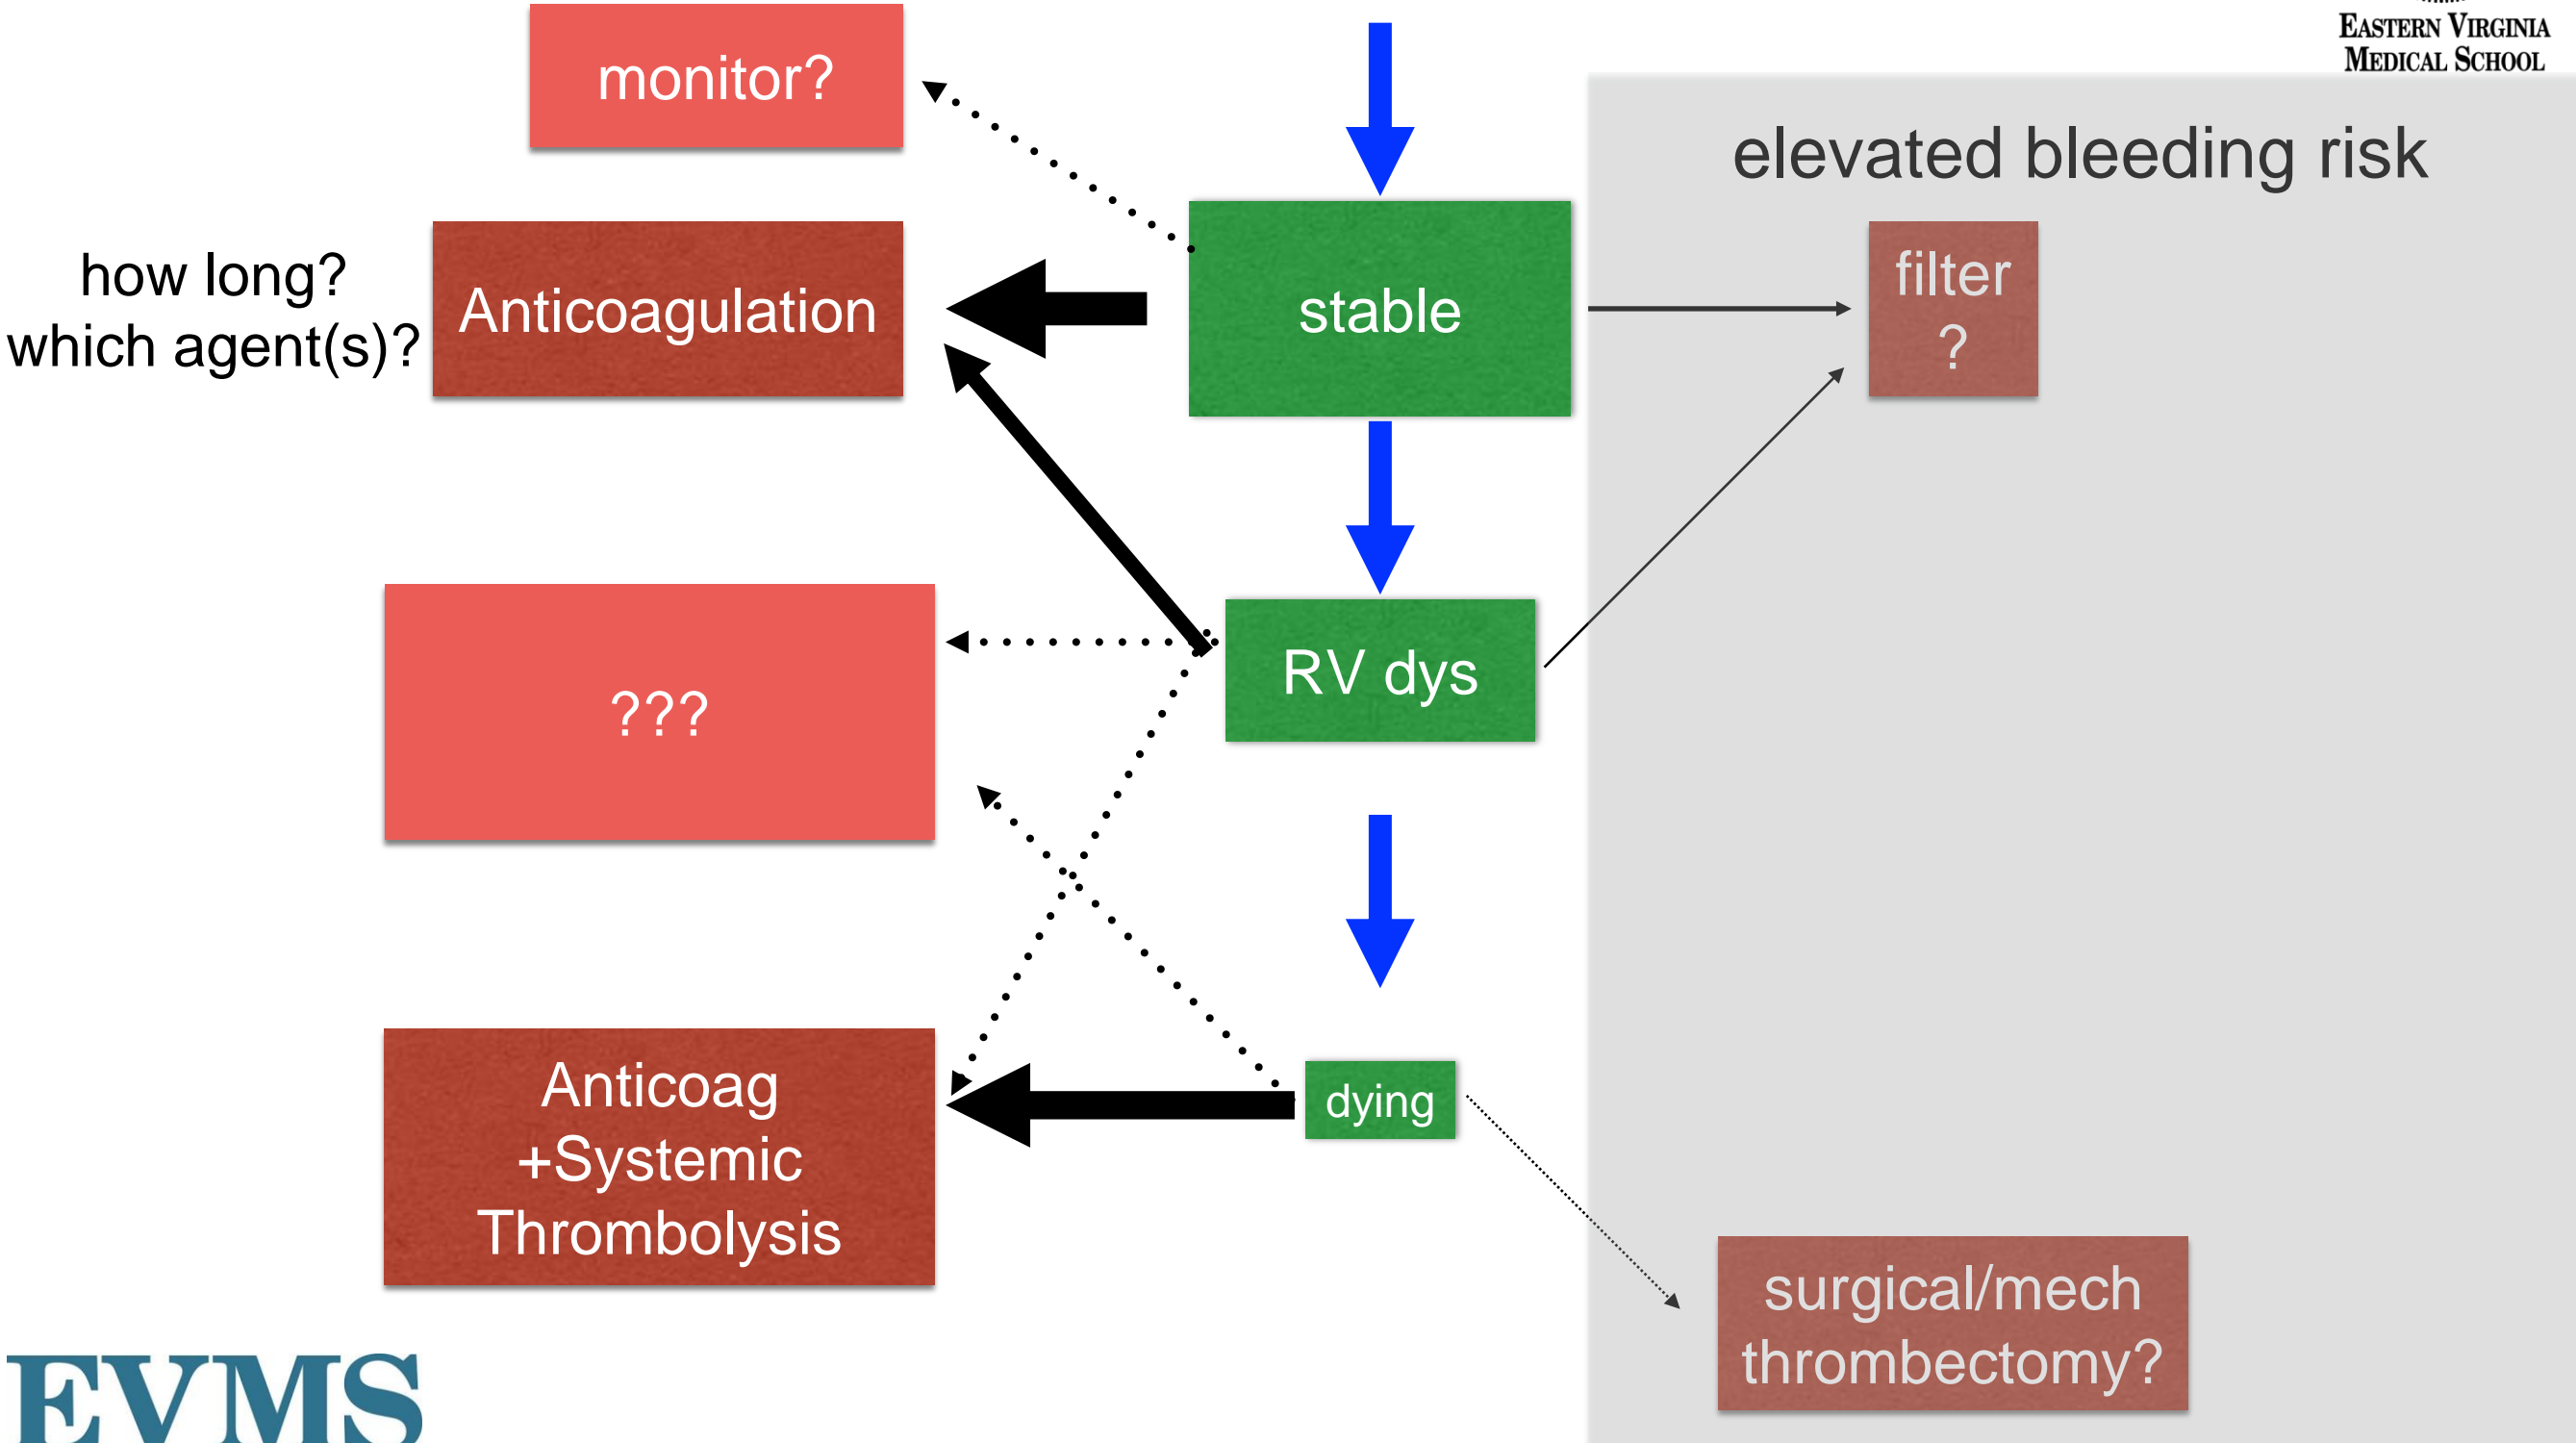 EASTERN VIRGINIA
MEDICAL SCHOOL
monitor?
elevated bleeding risk
how long?
which agent(s)?
Anticoagulation
stable
filter
?
RV dys
???
Anticoag
+Systemic
Thrombolysis
dying
surgical/mech
thrombectomy?
EVMS